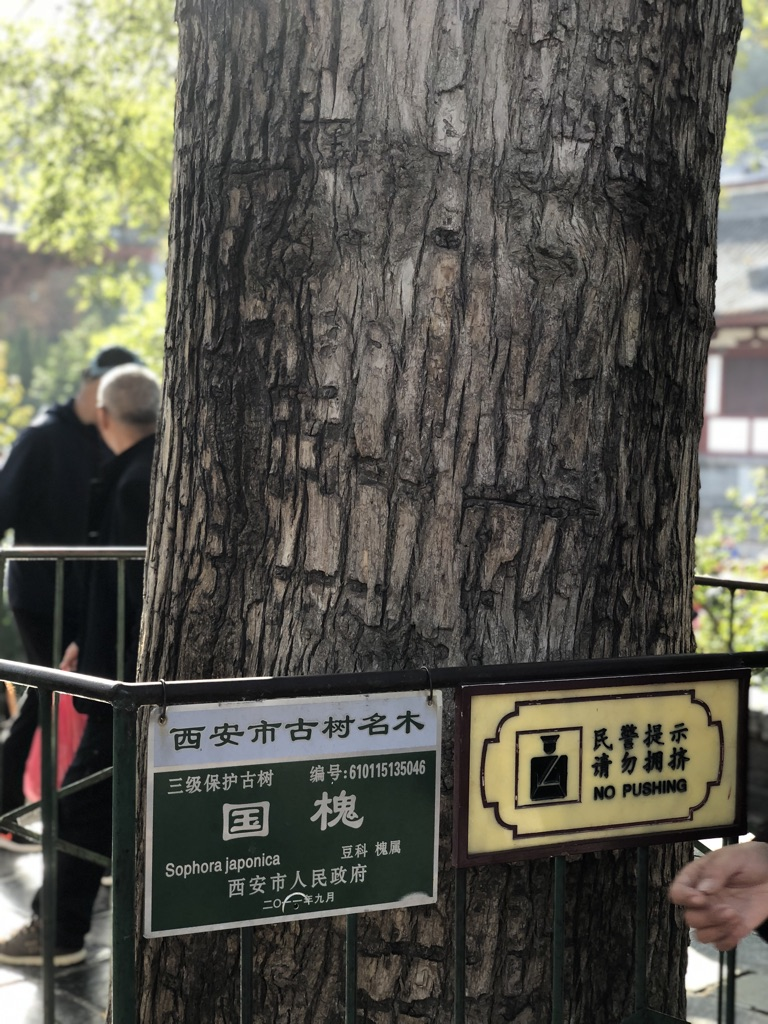 西安市古树名木
三级保护古树 编号:610115135046
国槐
Sophora japonica 豆科 槐属
西安市人民政府
年九月
民警提示
请勿拥挤
NO PUSHING